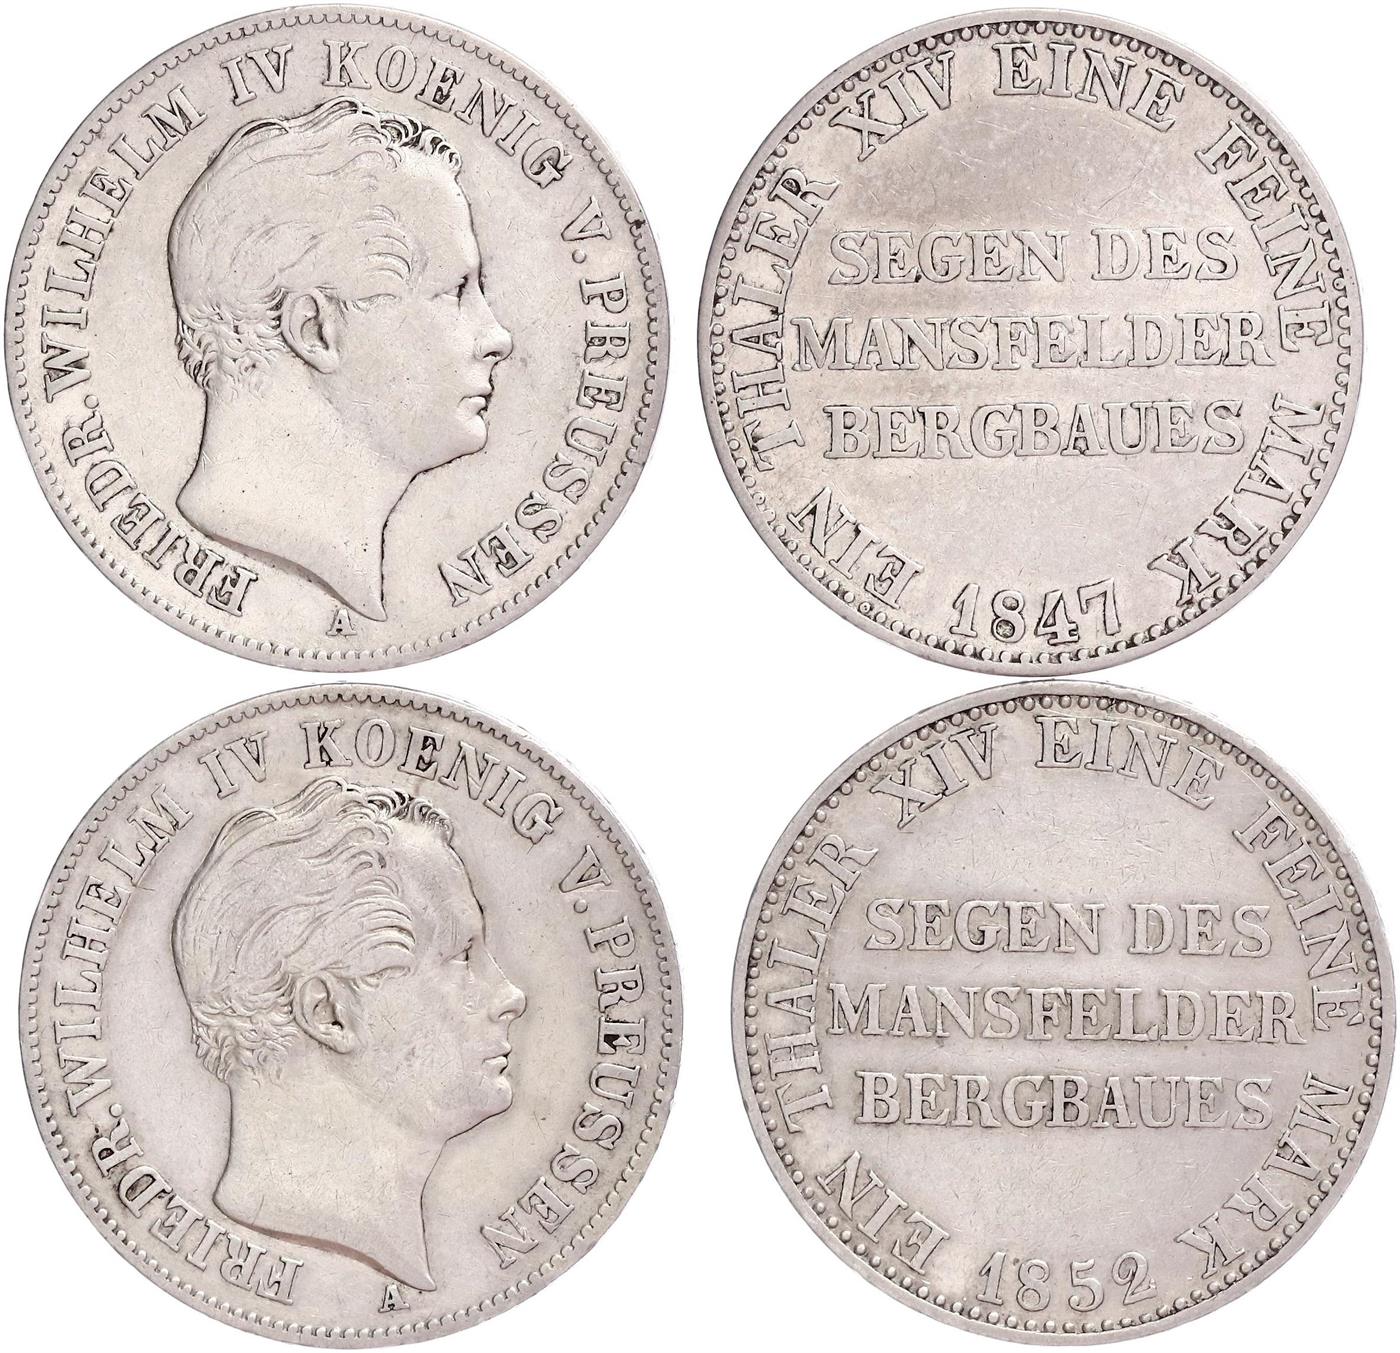 FRIEDR. WILHELM IV KOENIG V. PREUSSEN
A
EIN THALER XIV EINE FEINE MARK
SEGEN DES
MANSFELDER
BERGBAUES
1847
FRIEDR. WILHELM IV KOENIG V. PREUSSEN
A
EIN THALER XIV EINE FEINE MARK
SEGEN DES
MANSFELDER
BERGBAUES
1852